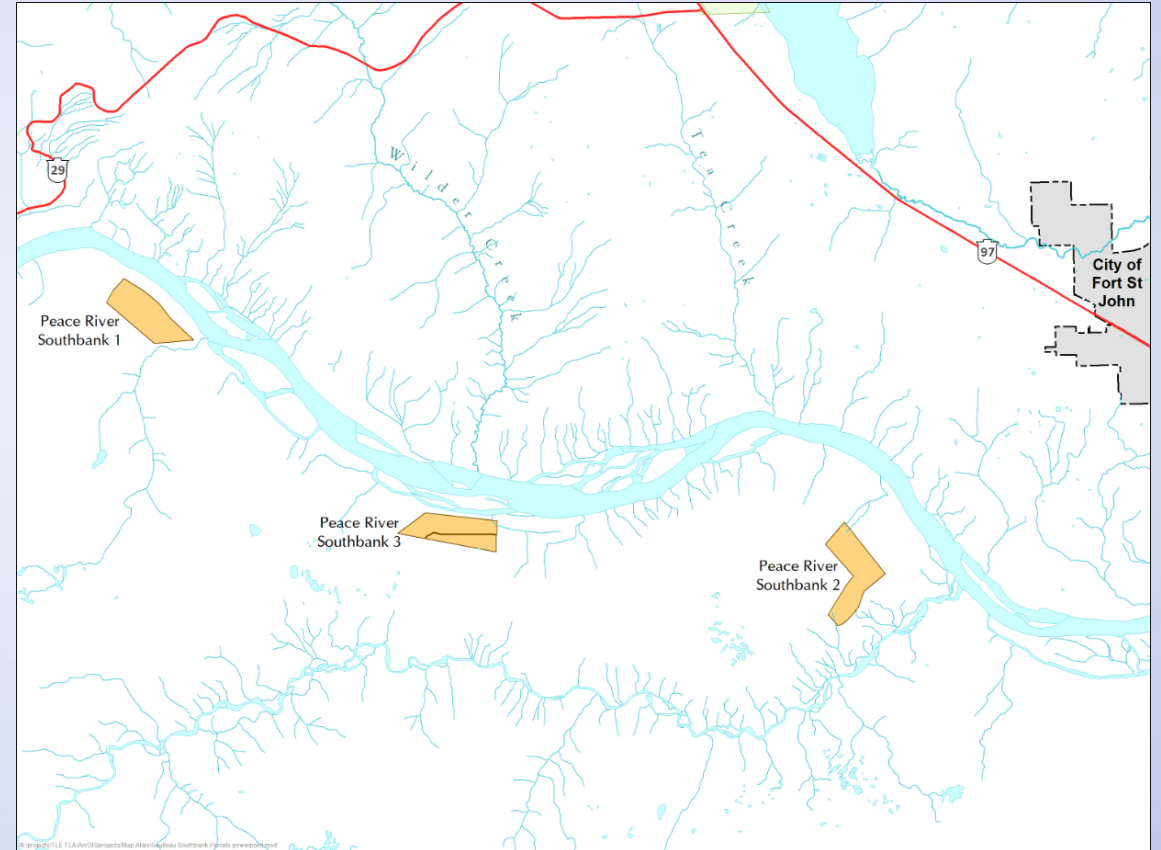 29
Wilder Creek
Tea Creek
97
City of
Fort St
John
Peace River
Southbank 1
Peace River
Southbank 3
Peace River
Southbank 2